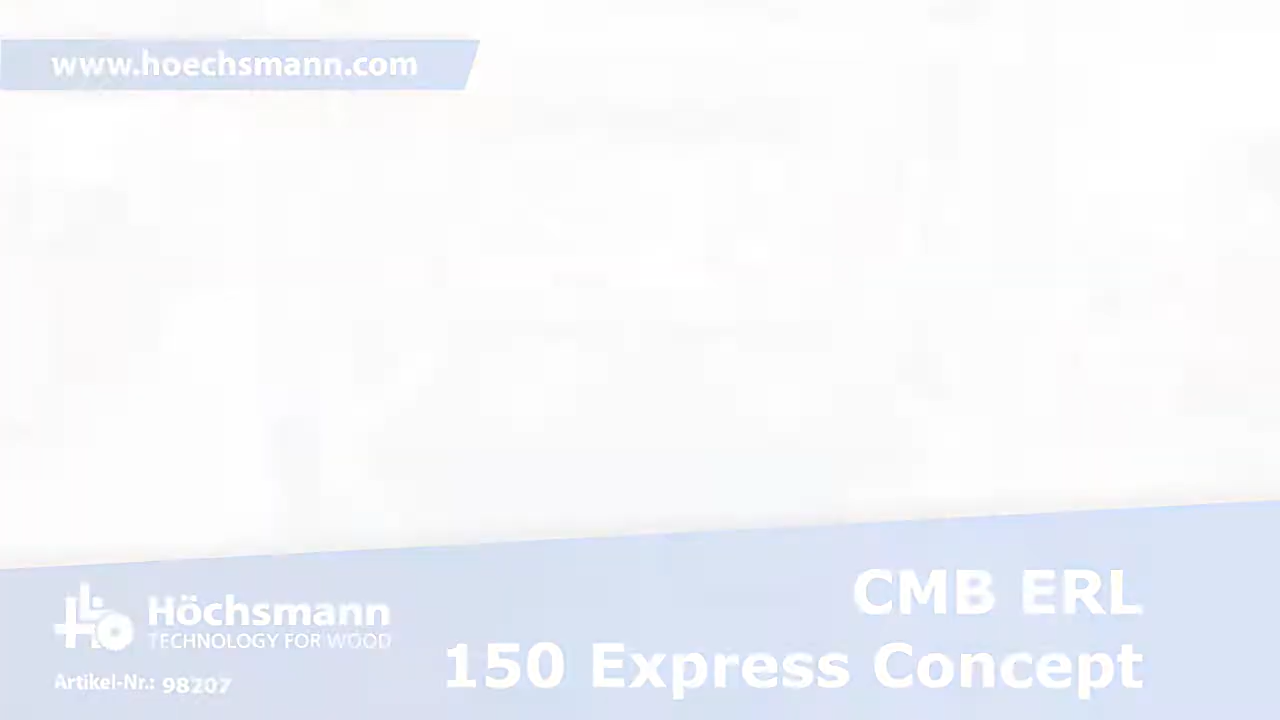 www.hoechsmann.com
CMB ERL
150 Express Concept
Höchsmann
TECHNOLOGY FOR WOOD
Artikel-Nr.: 98207